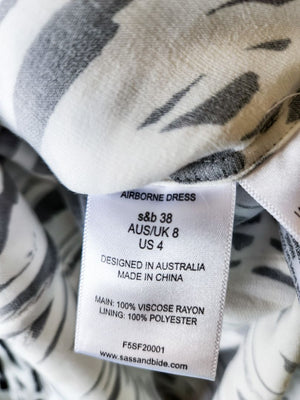 AIRBORNE DRESS
s&b 38
AUS/UK 8
US 4
DESIGNED IN AUSTRALIA
MADE IN CHINA
MAIN: 100% VISCOSE RAYON
LINING: 100% POLYESTER
F5SF20001
www.sassandbide.com